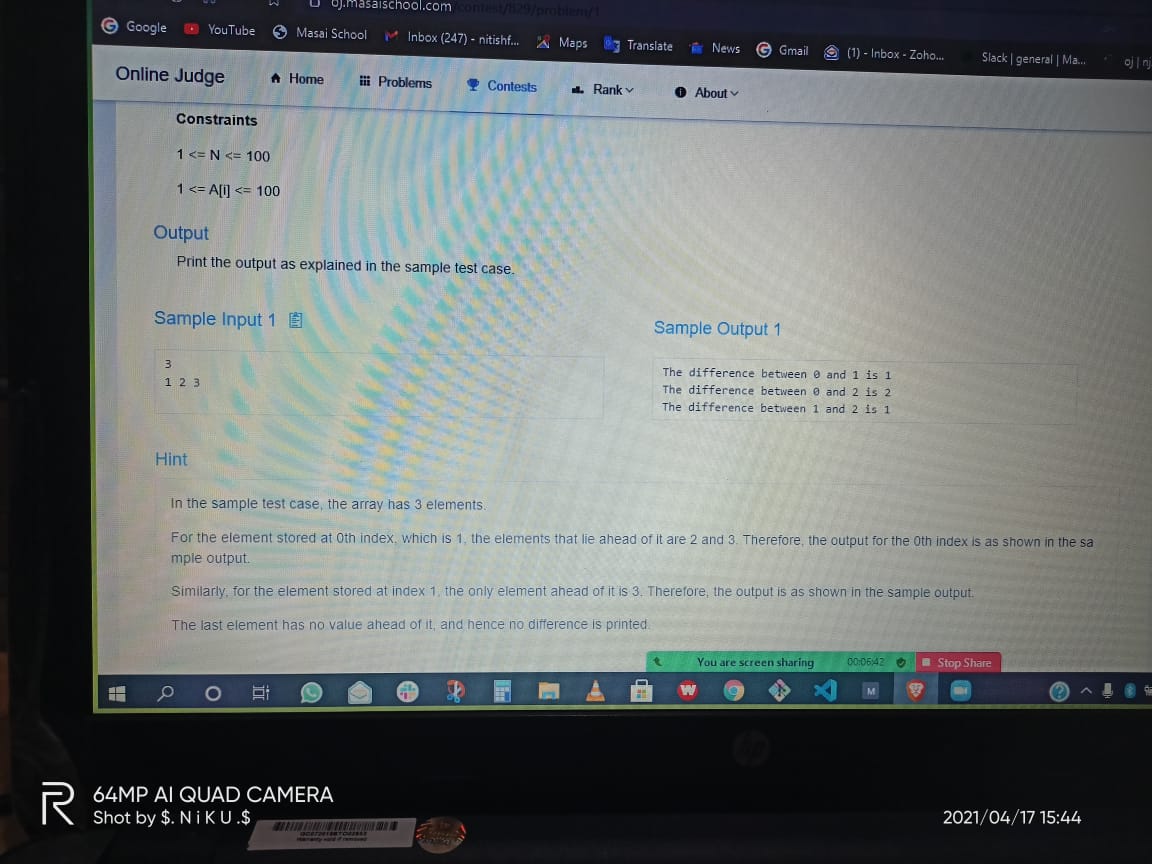 oj.masaischool.com/contest/829/problem/1
Google YouTube Masai School Inbox (247) - nitishf... Maps Translate News Gmail (1) - Inbox - Zoho... Slack | general | Ma... oj | nj
Online Judge Home Problems Contests Rank About
Constraints
1 <= N <= 100
1 <= A[i] <= 100
Output
Print the output as explained in the sample test case.
Sample Input 1
3
1 2 3
Sample Output 1
The difference between 0 and 1 is 1
The difference between 0 and 2 is 2
The difference between 1 and 2 is 1
Hint
In the sample test case, the array has 3 elements.
For the element stored at 0th index, which is 1, the elements that lie ahead of it are 2 and 3. Therefore, the output for the 0th index is as shown in the sa
mple output.
Similarly, for the element stored at index 1, the only element ahead of it is 3. Therefore, the output is as shown in the sample output.
The last element has no value ahead of it, and hence no difference is printed.
You are screen sharing 00:06:42 Stop Share
hp
64MP AI QUAD CAMERA
Shot by $. N i K U .$
2021/04/17 15:44
Warranty void if removed